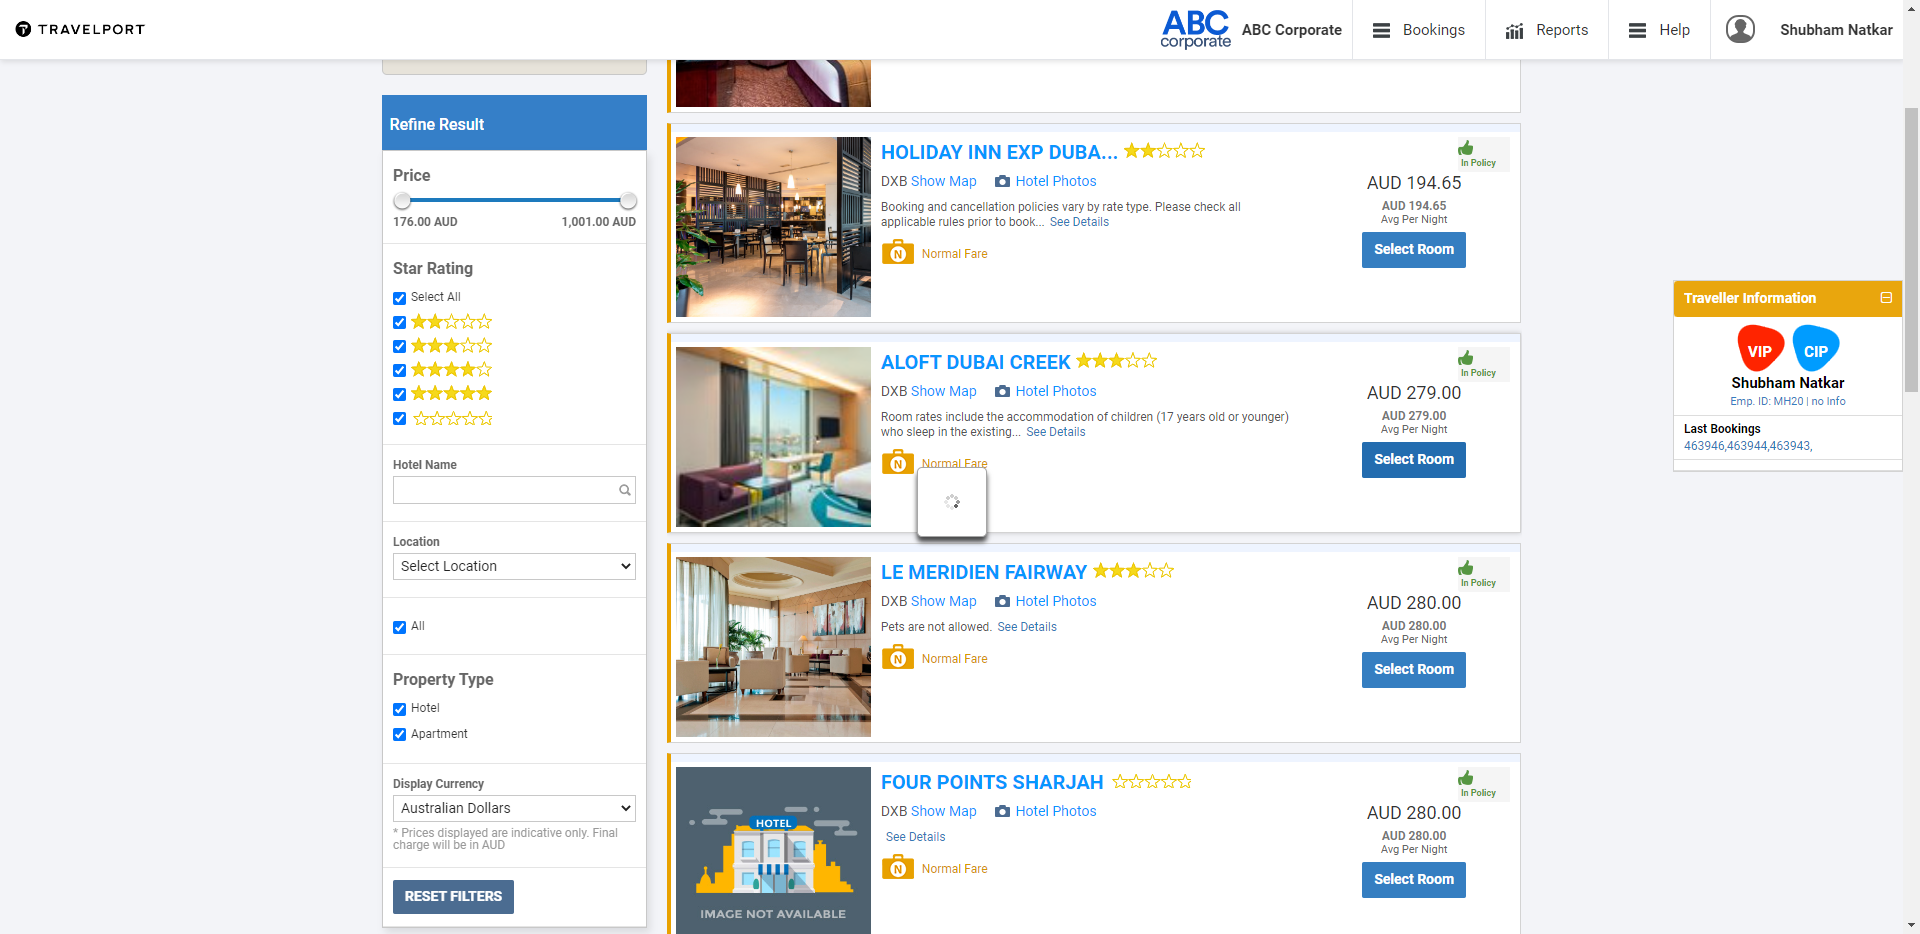 TRAVELPORT
ABC
corporate
ABC Corporate
Bookings
Reports
Help
Shubham Natkar
Refine Result
Price
176.00 AUD
1,001.00 AUD
Star Rating
Select All
Hotel Name
Location
Select Location
All
Property Type
Hotel
Apartment
Display Currency
Australian Dollars
* Prices displayed are indicative only. Final
charge will be in AUD
RESET FILTERS
HOLIDAY INN EXP DUBA...
DXB Show Map Hotel Photos
Booking and cancellation policies vary by rate type. Please check all
applicable rules prior to book... See Details
N Normal Fare
In Policy
AUD 194.65
AUD 194.65
Avg Per Night
Select Room
ALOFT DUBAI CREEK
DXB Show Map Hotel Photos
Room rates include the accommodation of children (17 years old or younger)
who sleep in the existing... See Details
N Normal Fare
In Policy
AUD 279.00
AUD 279.00
Avg Per Night
Select Room
LE MERIDIEN FAIRWAY
DXB Show Map Hotel Photos
Pets are not allowed. See Details
N Normal Fare
In Policy
AUD 280.00
AUD 280.00
Avg Per Night
Select Room
HOTEL
IMAGE NOT AVAILABLE
FOUR POINTS SHARJAH
DXB Show Map Hotel Photos
See Details
N Normal Fare
In Policy
AUD 280.00
AUD 280.00
Avg Per Night
Select Room
Traveller Information
VIP
CIP
Shubham Natkar
Emp. ID: MH20 | no Info
Last Bookings
463946,463944,463943,